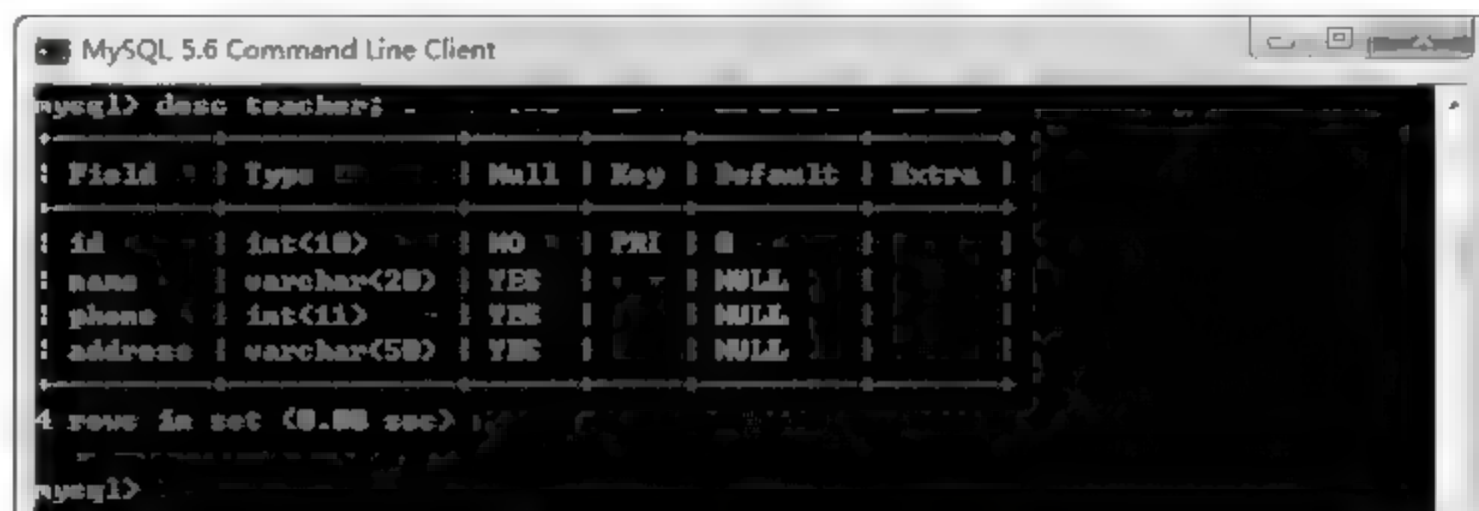 MySQL 5.6 Command Line Client
mysql> desc teacher;
| Field | Type | Null | Key | Default | Extra |
| id | int(10) | NO | PRI | 0 | |
| name | varchar(20) | YES | | NULL | |
| phone | int(11) | YES | | NULL | |
| address | varchar(50) | YES | | NULL | |
4 rows in set (0.00 sec)
mysql>